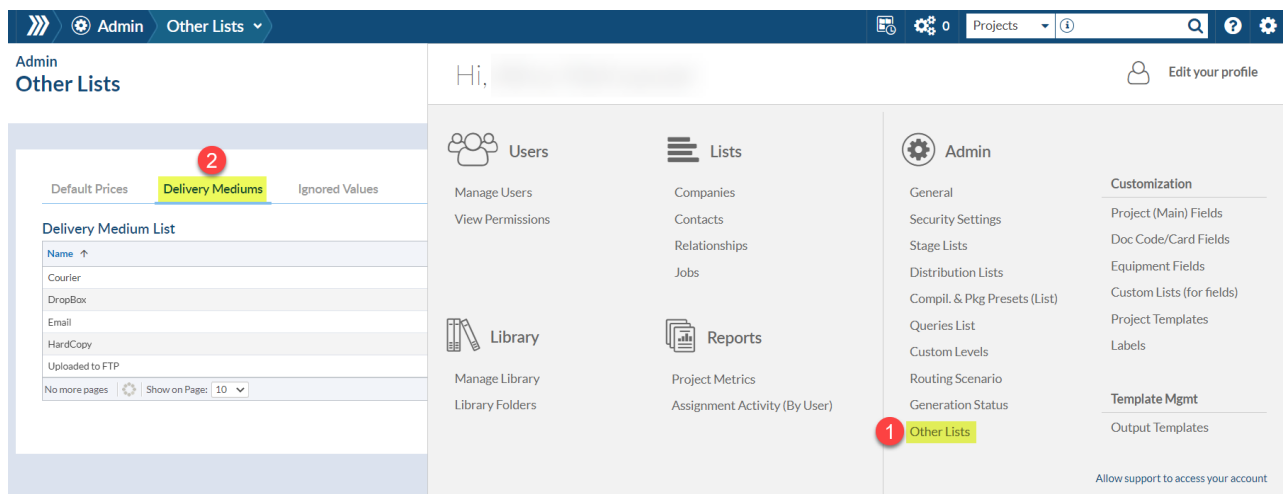 Admin
Other Lists
0
Projects
Admin
Other Lists
Hi,
Edit your profile
2
Default Prices
Delivery Mediums
Ignored Values
Delivery Medium List
Name ↑
Courier
DropBox
Email
HardCopy
Uploaded to FTP
No more pages
Show on Page: 10
Users
Manage Users
View Permissions
Lists
Companies
Contacts
Relationships
Jobs
Library
Manage Library
Library Folders
Reports
Project Metrics
Assignment Activity (By User)
Admin
General
Security Settings
Stage Lists
Distribution Lists
Compil. & Pkg Presets (List)
Queries List
Custom Levels
Routing Scenario
Generation Status
1
Other Lists
Customization
Project (Main) Fields
Doc Code/Card Fields
Equipment Fields
Custom Lists (for fields)
Project Templates
Labels
Template Mgmt
Output Templates
Allow support to access your account